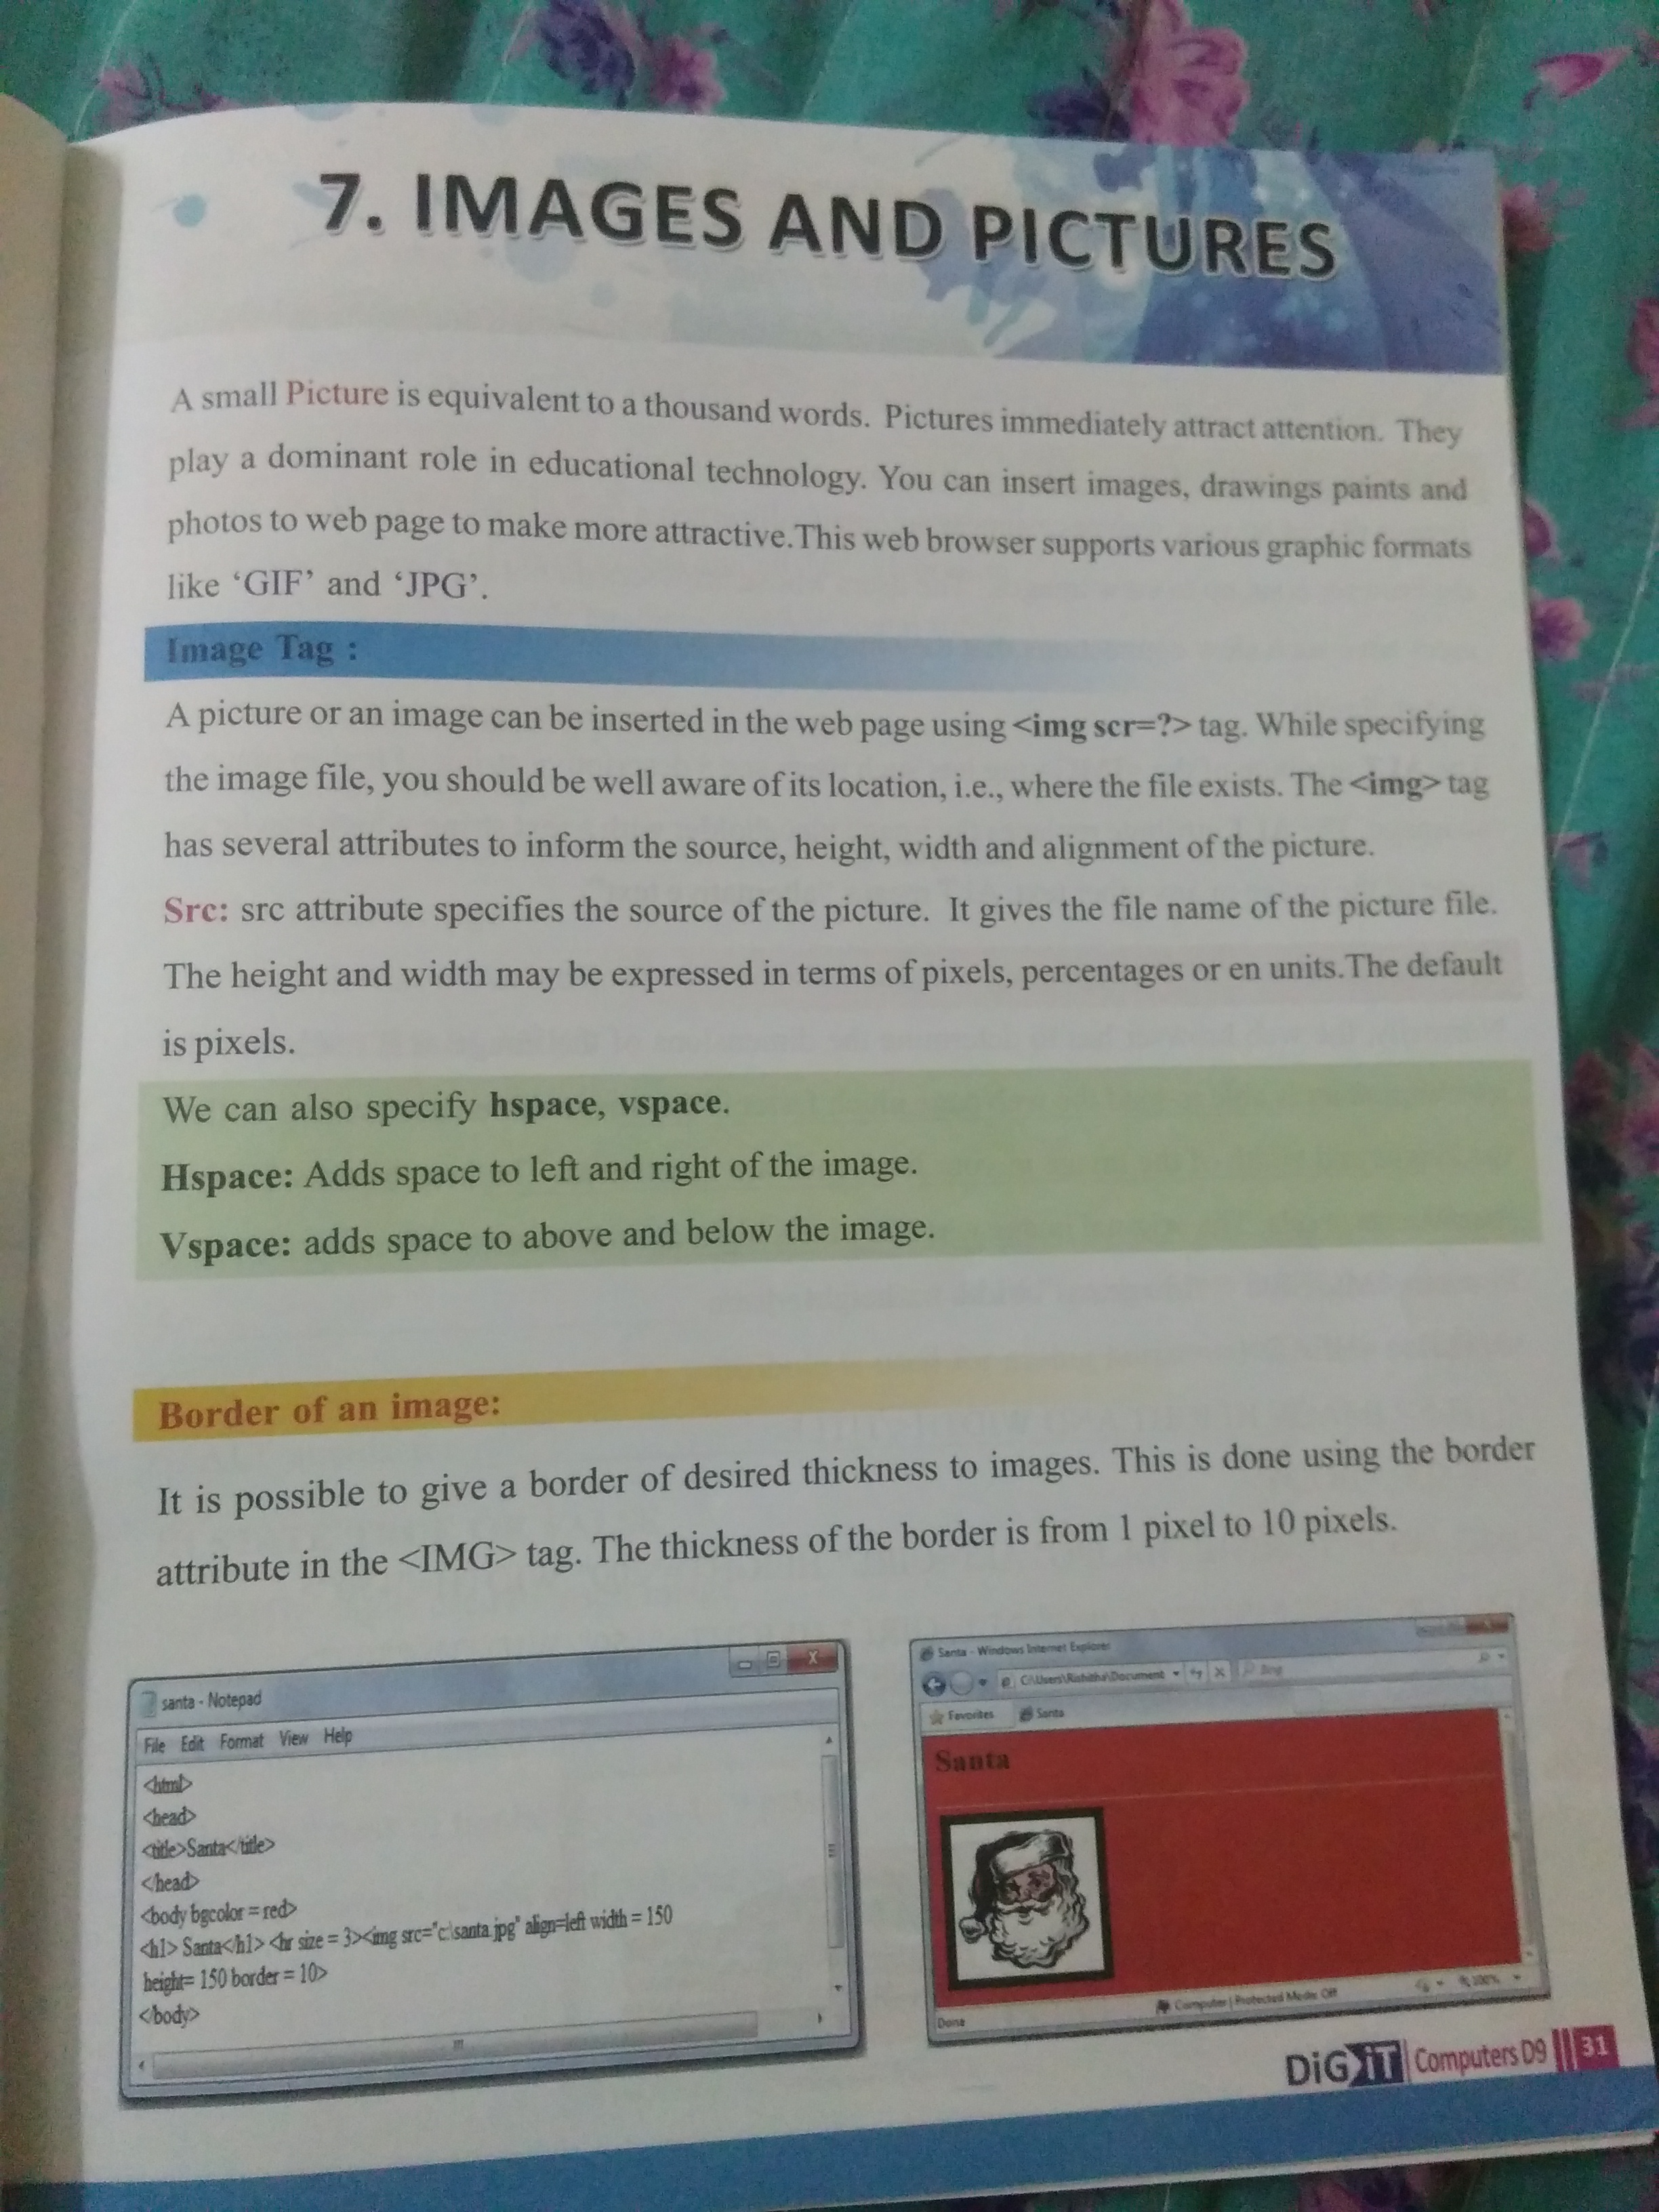 7. IMAGES AND PICTURES
A small Picture is equivalent to a thousand words. Pictures immediately attract attention. They
play a dominant role in educational technology. You can insert images, drawings paints and
photos to web page to make more attractive.This web browser supports various graphic formats
like ‘GIF’ and ‘JPG’.
Image Tag :
A picture or an image can be inserted in the web page using <img scr=?> tag. While specifying
the image file, you should be well aware of its location, i.e., where the file exists. The <img> tag
has several attributes to inform the source, height, width and alignment of the picture.
Src: src attribute specifies the source of the picture. It gives the file name of the picture file.
The height and width may be expressed in terms of pixels, percentages or en units.The default
is pixels.
We can also specify hspace, vspace.
Hspace: Adds space to left and right of the image.
Vspace: adds space to above and below the image.
Border of an image:
It is possible to give a border of desired thickness to images. This is done using the border
attribute in the <IMG> tag. The thickness of the border is from 1 pixel to 10 pixels.
santa - Notepad
File Edit Format View Help
<html>
<head>
<title>Santa</title>
</head>
<body bgcolor = red>
<h1> Santa</h1> <hr size = 3><img src="c:\santa.jpg" align=left width = 150
height= 150 border = 10>
</body>
Santa - Windows Internet Explorer
C:\Users\Rishitha\Document
Bing
Favorites Santa
Santa
Computer | Protected Mode: Off
100%
Done
DiGiT Computers D9 31